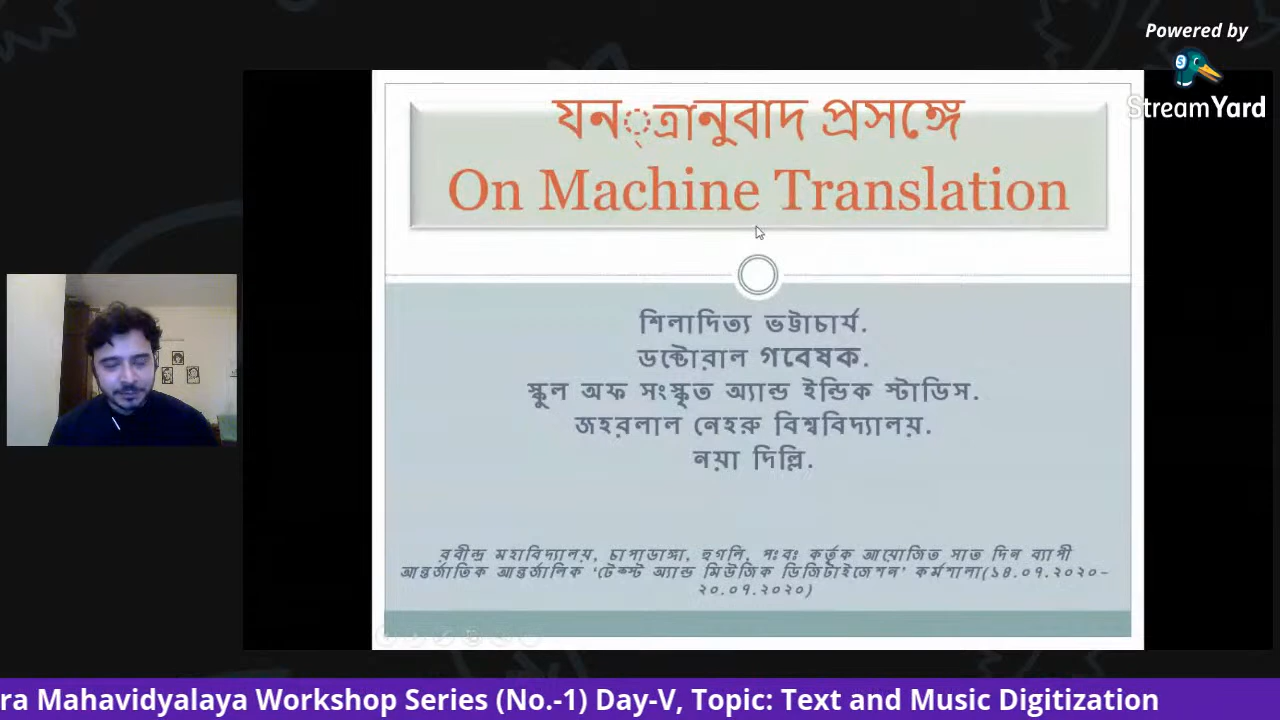 Powered by
StreamYard
যন্ত্রানুবাদ প্রসঙ্গে
On Machine Translation
শিলাদিত্য ভট্টাচার্য.
ডক্টোরাল গবেষক.
স্কুল অফ সংস্কৃত অ্যান্ড ইন্ডিক স্টাডিস.
জহরলাল নেহরু বিশ্ববিদ্যালয়.
নয়া দিল্লি.
রবীন্দ্র মহাবিদ্যালয়, চাপাডাঙ্গা, হুগলি, পঃবঃ কর্তৃক আয়োজিত সাত দিন ব্যাপী
আন্তর্জাতিক আন্তর্জালিক ‘টেক্সট অ্যান্ড মিউজিক ডিজিটাইজেশন’ কর্মশালা(১৪.০৭.২০২০-
২০.০৭.২০২০)
ra Mahavidyalaya Workshop Series (No.-1) Day-V, Topic: Text and Music Digitization